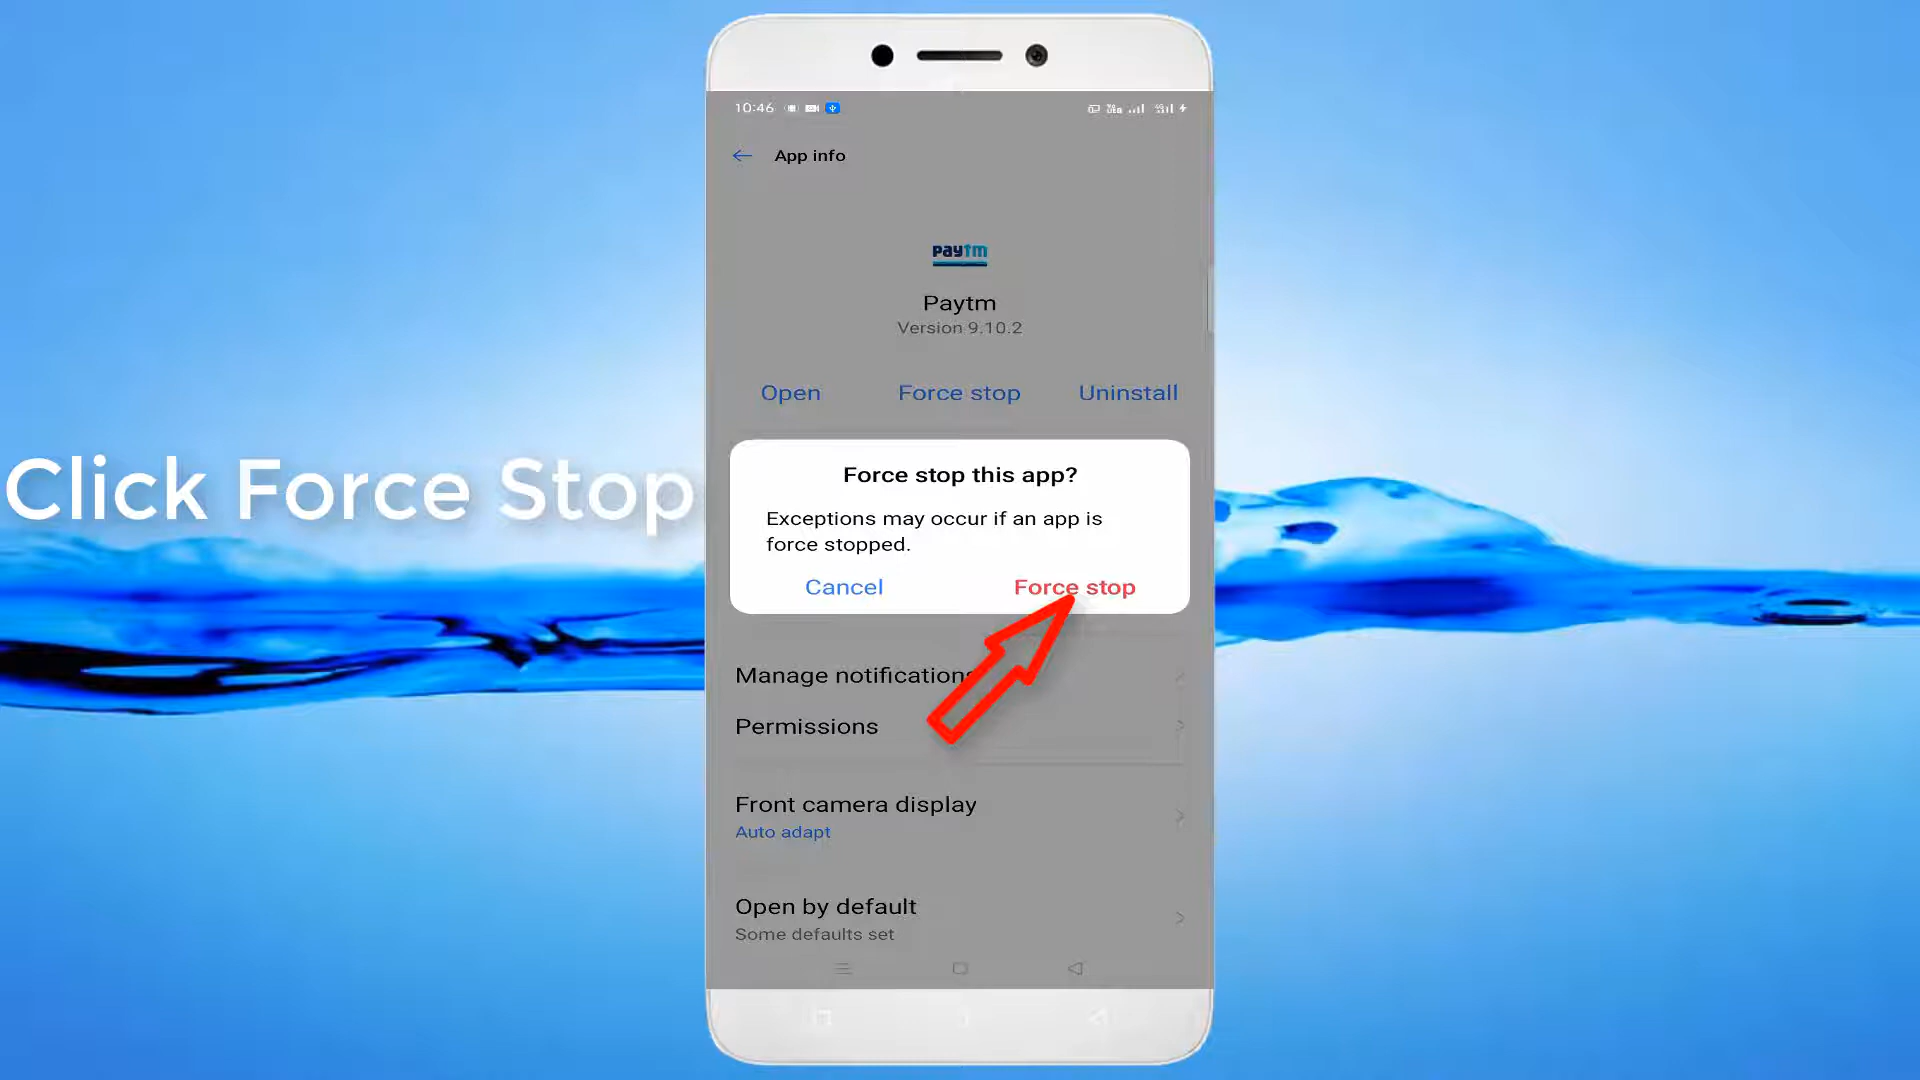 10:46
App info
paytm
Paytm
Version 9.10.2
Open Force stop Uninstall
Click Force Stop
Force stop this app?
Exceptions may occur if an app is
force stopped.
Cancel Force stop
Manage notifications
Permissions
Front camera display
Auto adapt
Open by default
Some defaults set